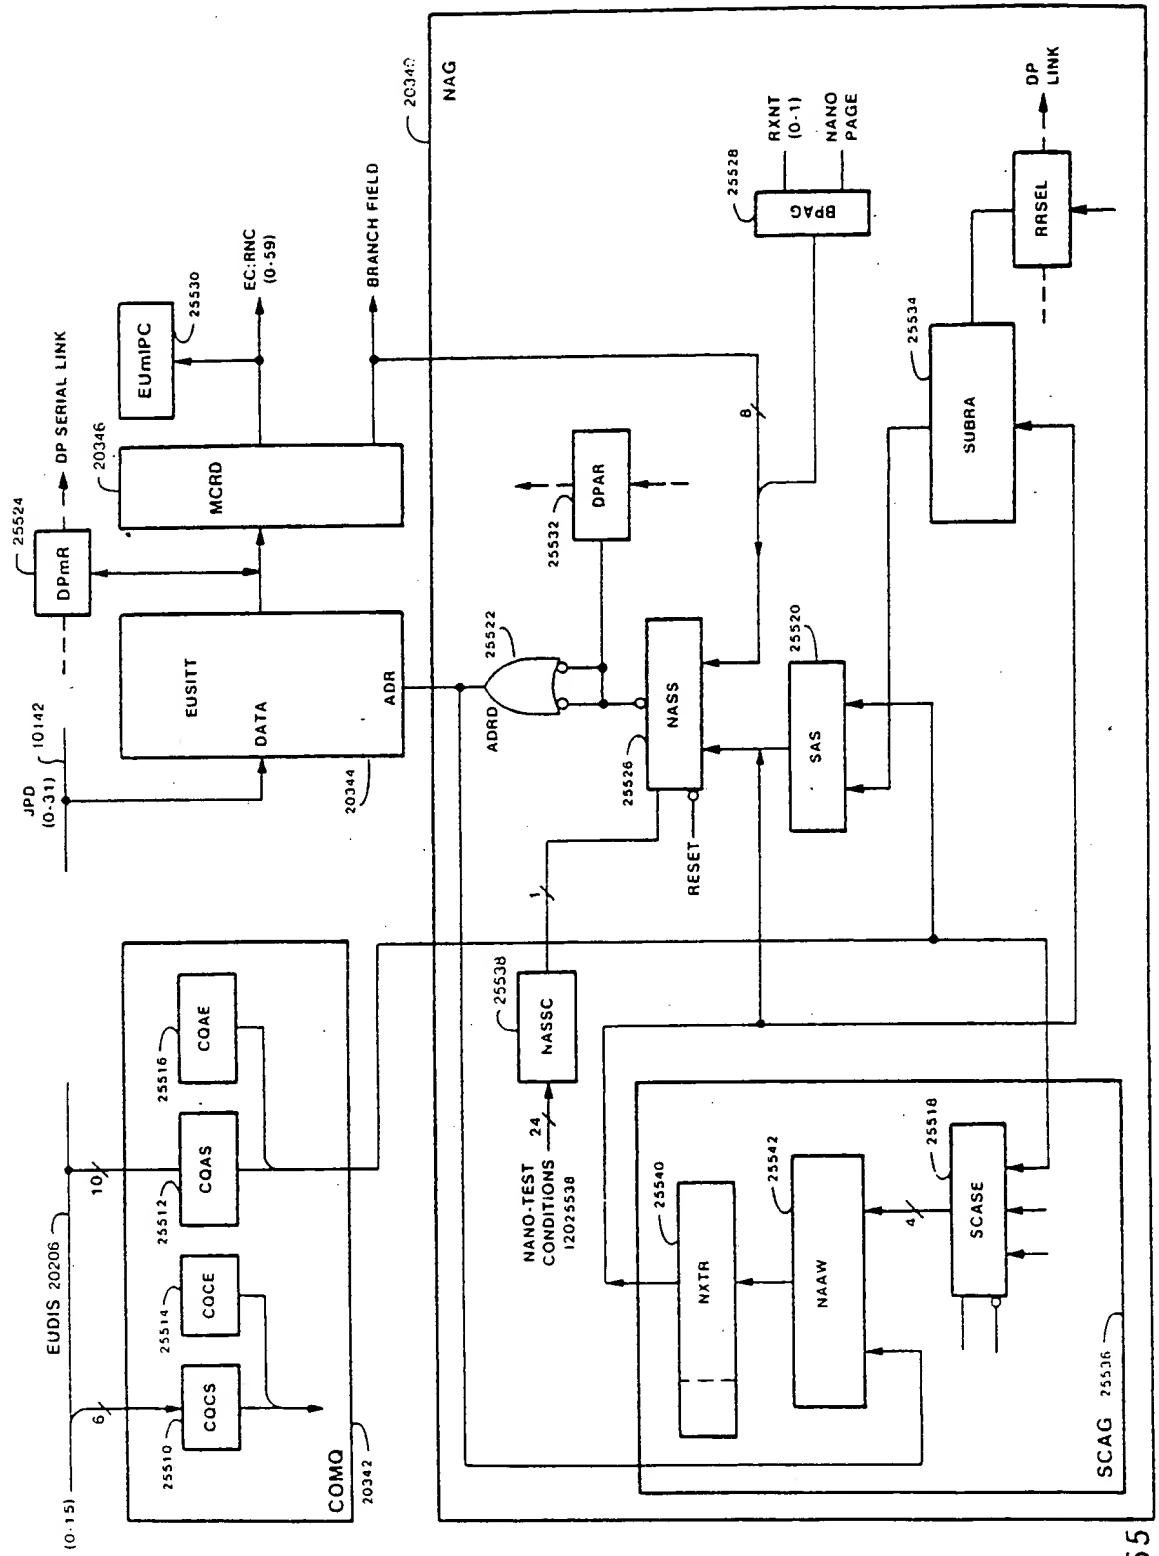 (0-15)
EUDIS 20206
6
10
25510
CQCS
25514
CQCE
25512
CQAS
25516
CQAE
COMQ
20342
JPD
(0-31)
10142
20344
EUSITT
DATA
ADR
25524
DPmR
DP SERIAL LINK
20346
MCRD
EUmIPC
25530
EC:RNC
(0-59)
BRANCH FIELD
NAG
NANO-TEST
CONDITIONS
12025538
24
NASSC
25538
1
ADRD
25522
25532
DPAR
25526
NASS
RESET
8
25528
BPAG
RXNT
(0-1)
NANO
PAGE
SAS
25520
SUBRA
25534
RRSEL
DP
LINK
NXTR
25540
NAAW
25542
4
SCASE
25518
SCAG
25536